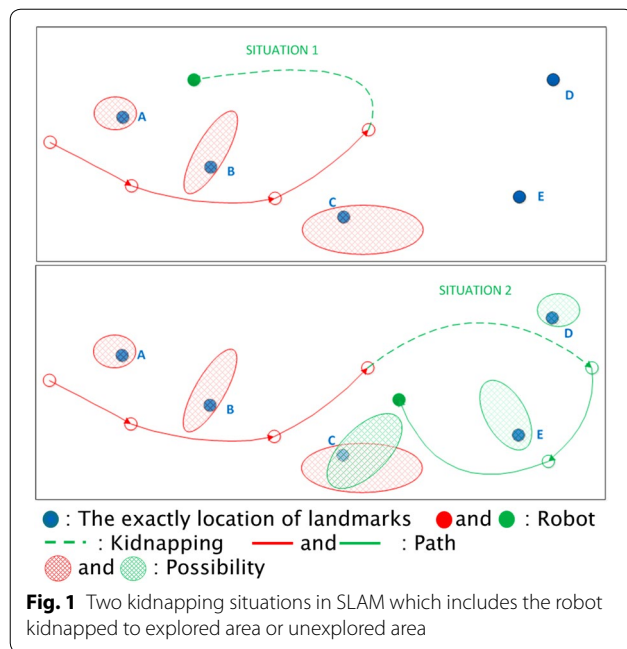 SITUATION 1
A
B
C
D
E
SITUATION 2
A
B
C
D
E
: The exactly location of landmarks and : Robot
: Kidnapping and : Path
and : Possibility
Fig. 1 Two kidnapping situations in SLAM which includes the robot
kidnapped to explored area or unexplored area